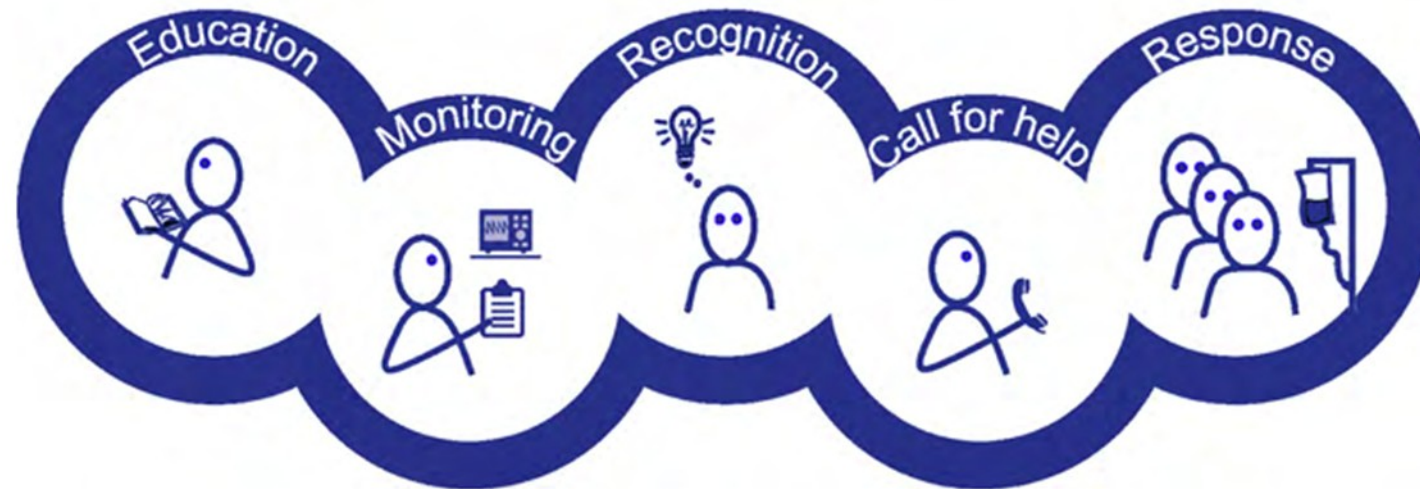 Education
Monitoring
Recognition
Call for help
Response